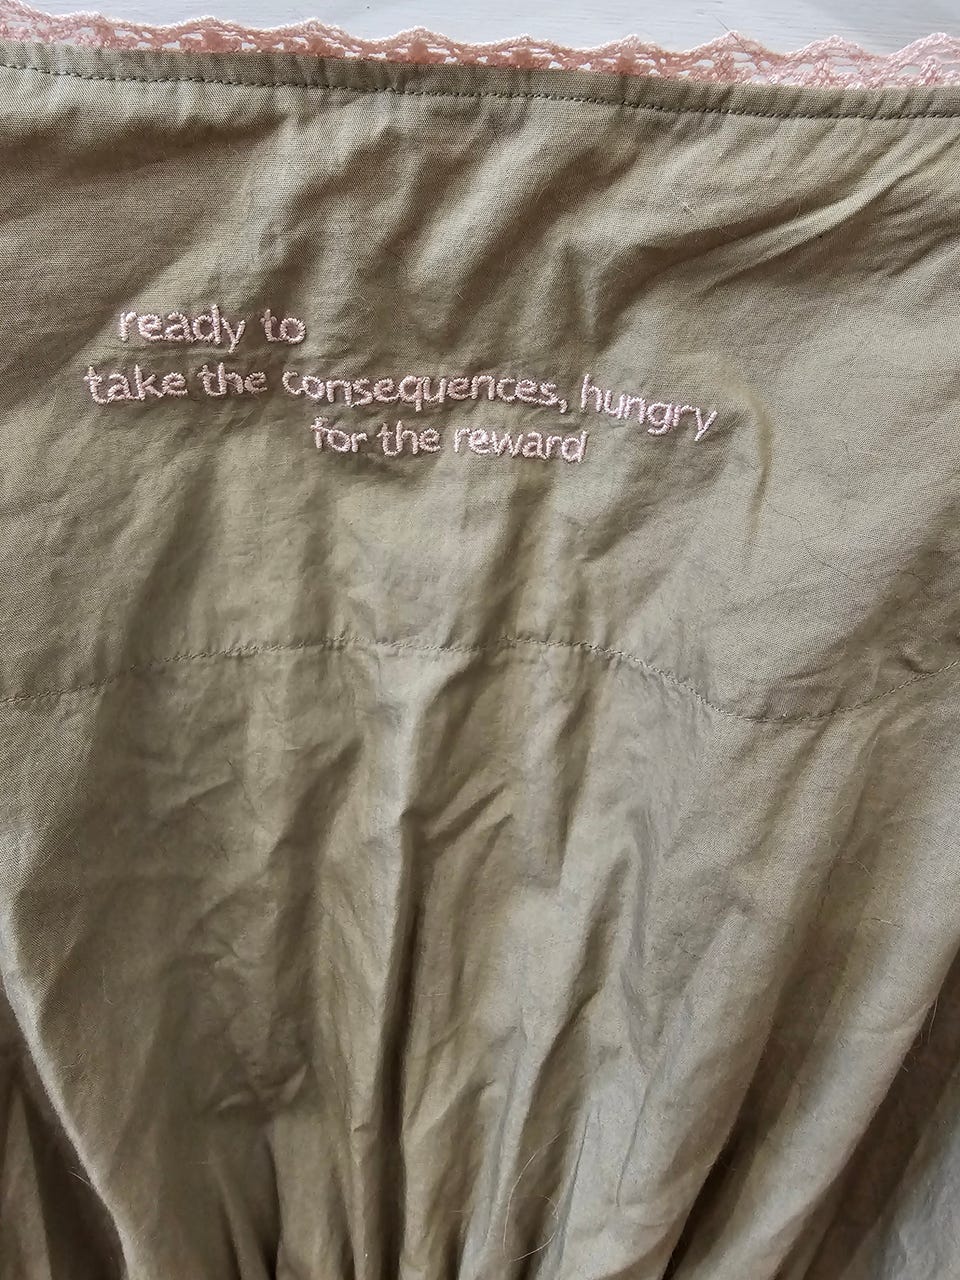 ready to
take the consequences, hungry
for the reward